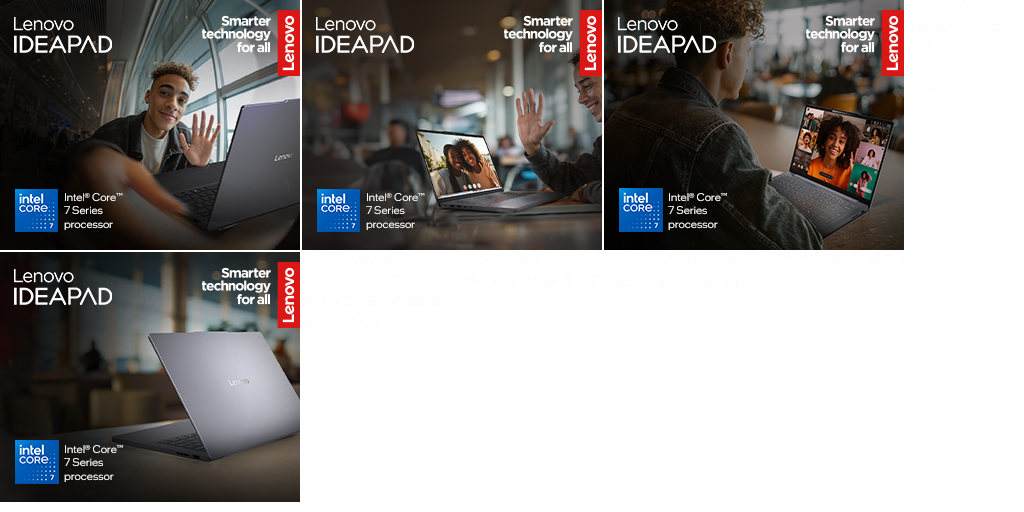 Lenovo
IDEAPAD
Smarter
technology
for all
Lenovo
Lenovo
intel
CORE
7
Intel® Core™
7 Series
processor
Lenovo
IDEAPAD
Smarter
technology
for all
Lenovo
intel
CORE
7
Intel® Core™
7 Series
processor
Lenovo
IDEAPAD
Smarter
technology
for all
Lenovo
intel
CORE
7
Intel® Core™
7 Series
processor
Lenovo
IDEAPAD
Smarter
technology
for all
Lenovo
Lenovo
intel
CORE
7
Intel® Core™
7 Series
processor